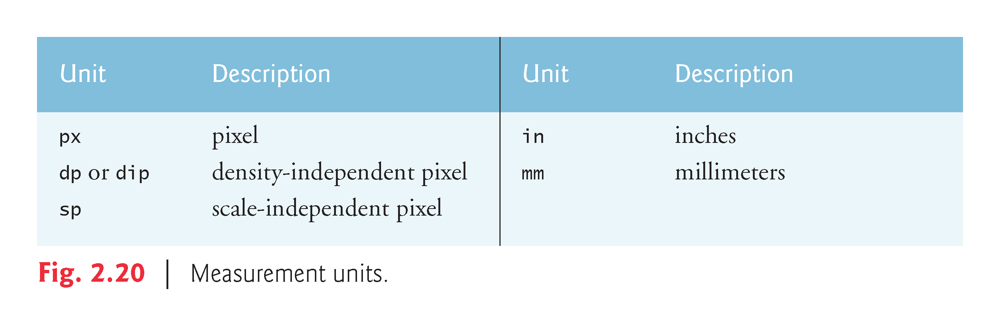 Unit Description Unit Description
px pixel in inches
dp or dip density-independent pixel mm millimeters
sp scale-independent pixel
Fig. 2.20 | Measurement units.